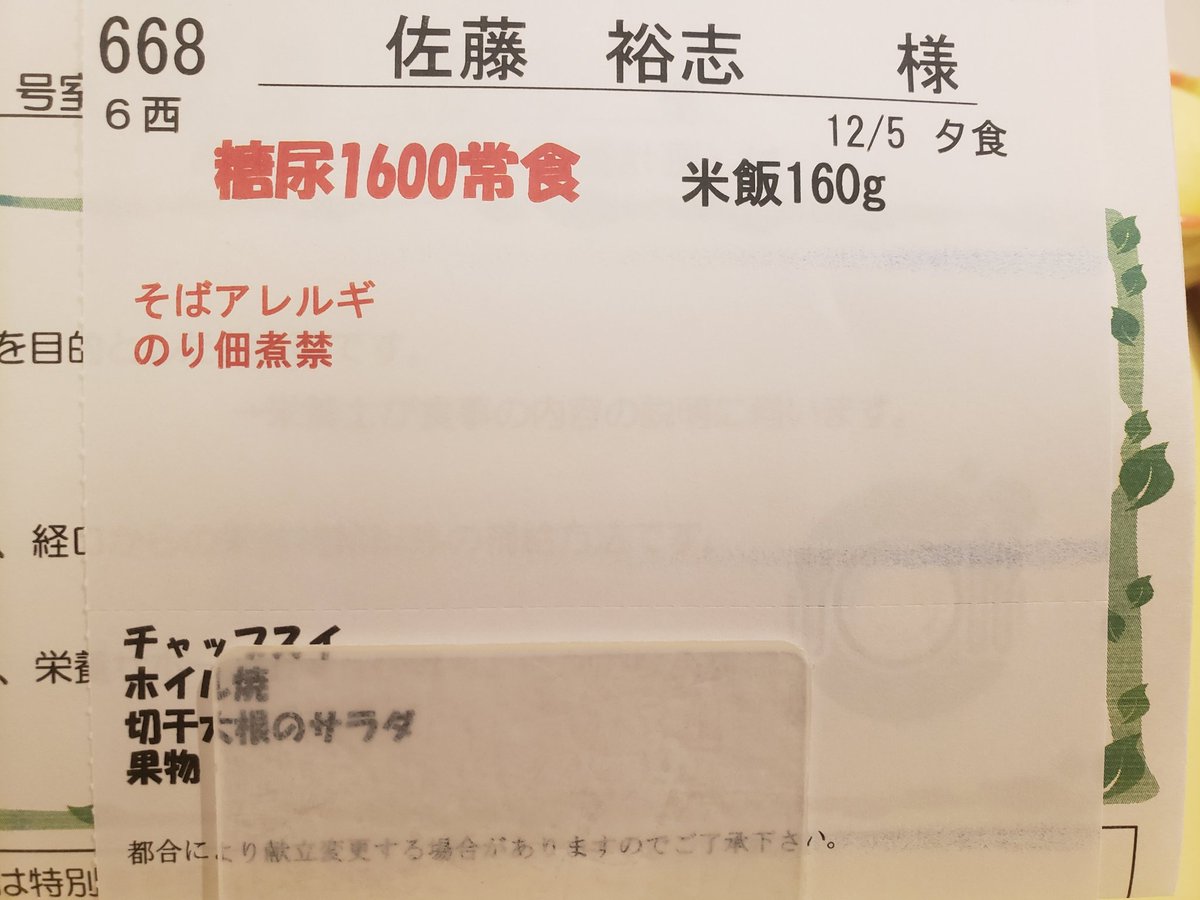 668 佐藤 裕志 様
6西
12/5 夕食
糖尿1600常食 米飯160g
そばアレルギ
のり佃煮禁
チャップスイ
ホイル焼
切干大根のサラダ
果物
都合により献立変更する場合がありますのでご了承下さい。
号室
を目的
、経口
、栄養
は特別